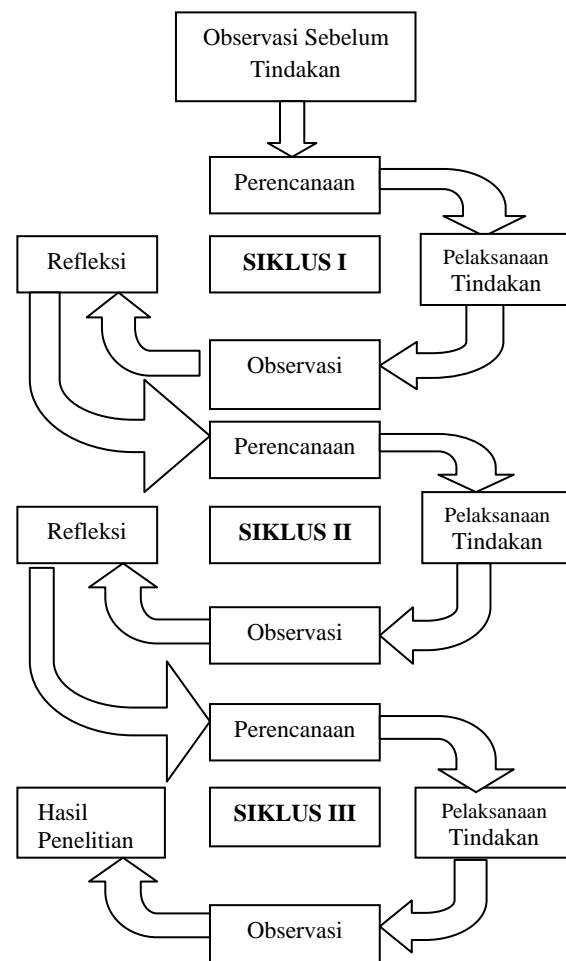 Observasi Sebelum
Tindakan
Perencanaan
Refleksi
SIKLUS I
Pelaksanaan
Tindakan
Observasi
Perencanaan
Refleksi
SIKLUS II
Pelaksanaan
Tindakan
Observasi
Perencanaan
Hasil
Penelitian
SIKLUS III
Pelaksanaan
Tindakan
Observasi